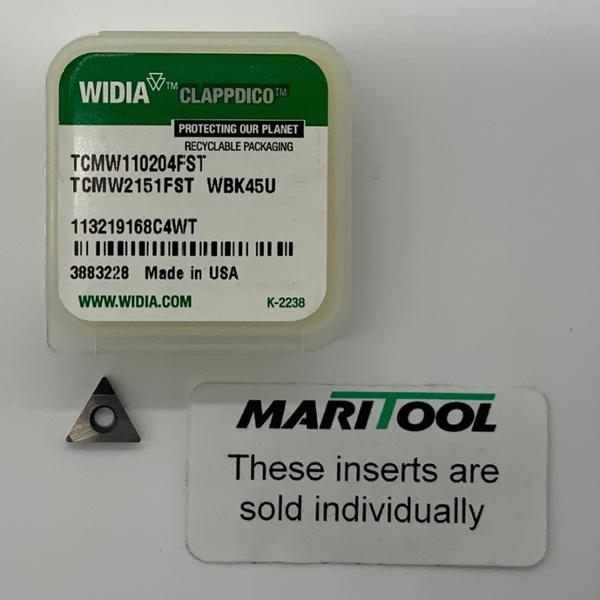 WIDIA™ CLAPPDICO™
PROTECTING OUR PLANET
RECYCLABLE PACKAGING
TCMW110204FST
TCMW2151FST WBK45U
113219168C4WT
3883228 Made in USA
WWW.WIDIA.COM K-2238
MARITOOL
These inserts are
sold individually